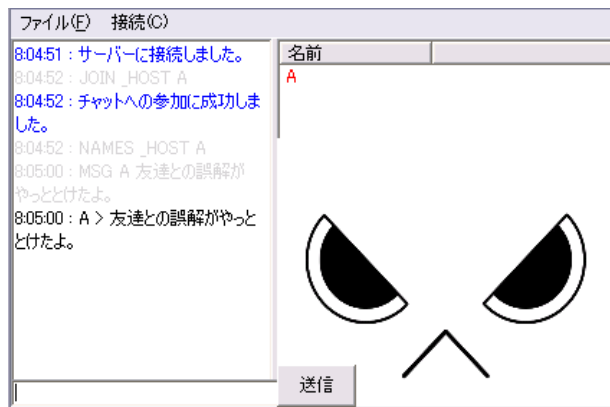 ファイル(F) 接続(C)
8:04:51 : サーバーに接続しました。
8:04:52 : JOIN _HOST A
8:04:52 : チャットへの参加に成功しま
した。
8:04:52 : NAMES _HOST A
8:05:00 : MSG A 友達との誤解が
やっととけたよ。
8:05:00 : A > 友達との誤解がやっと
とけたよ。
名前
A
送信